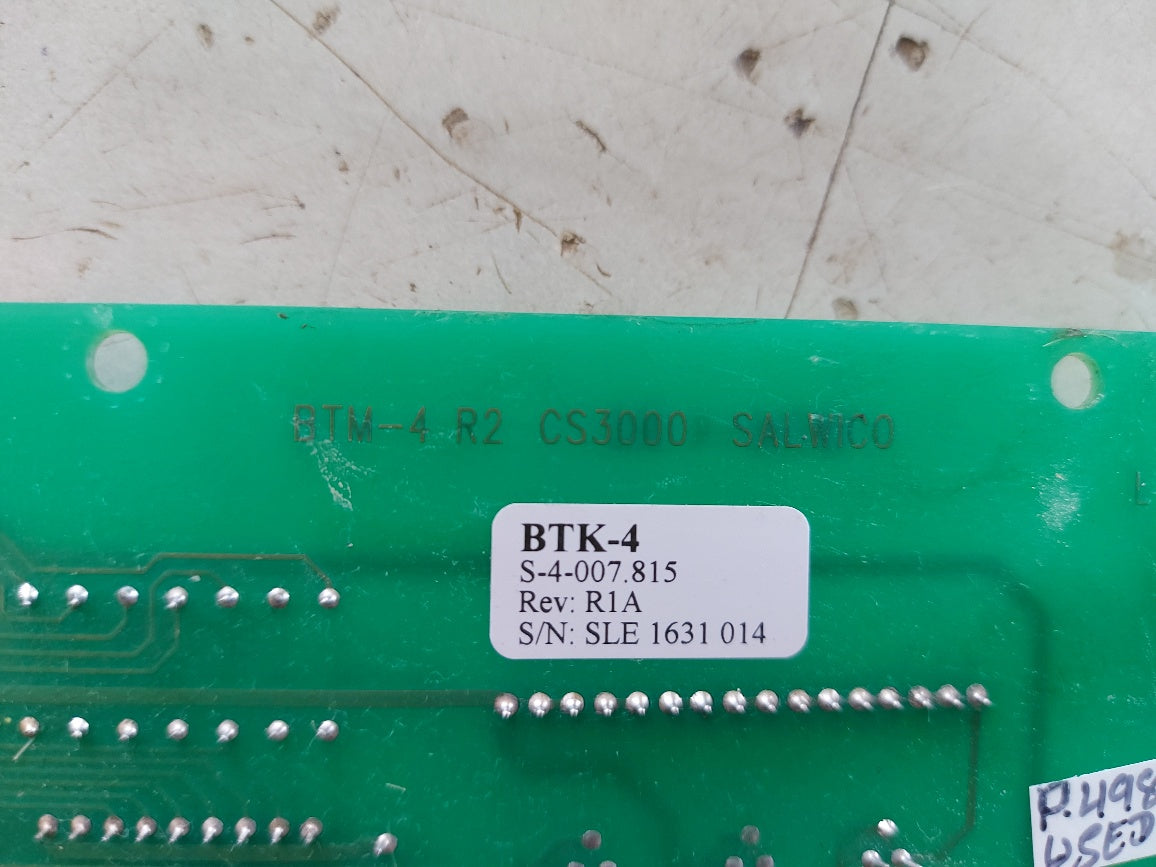 BTM-4 R2 CS3000 SALWICO
BTK-4
S-4-007.815
Rev: R1A
S/N: SLE 1631 014
P.498
USED